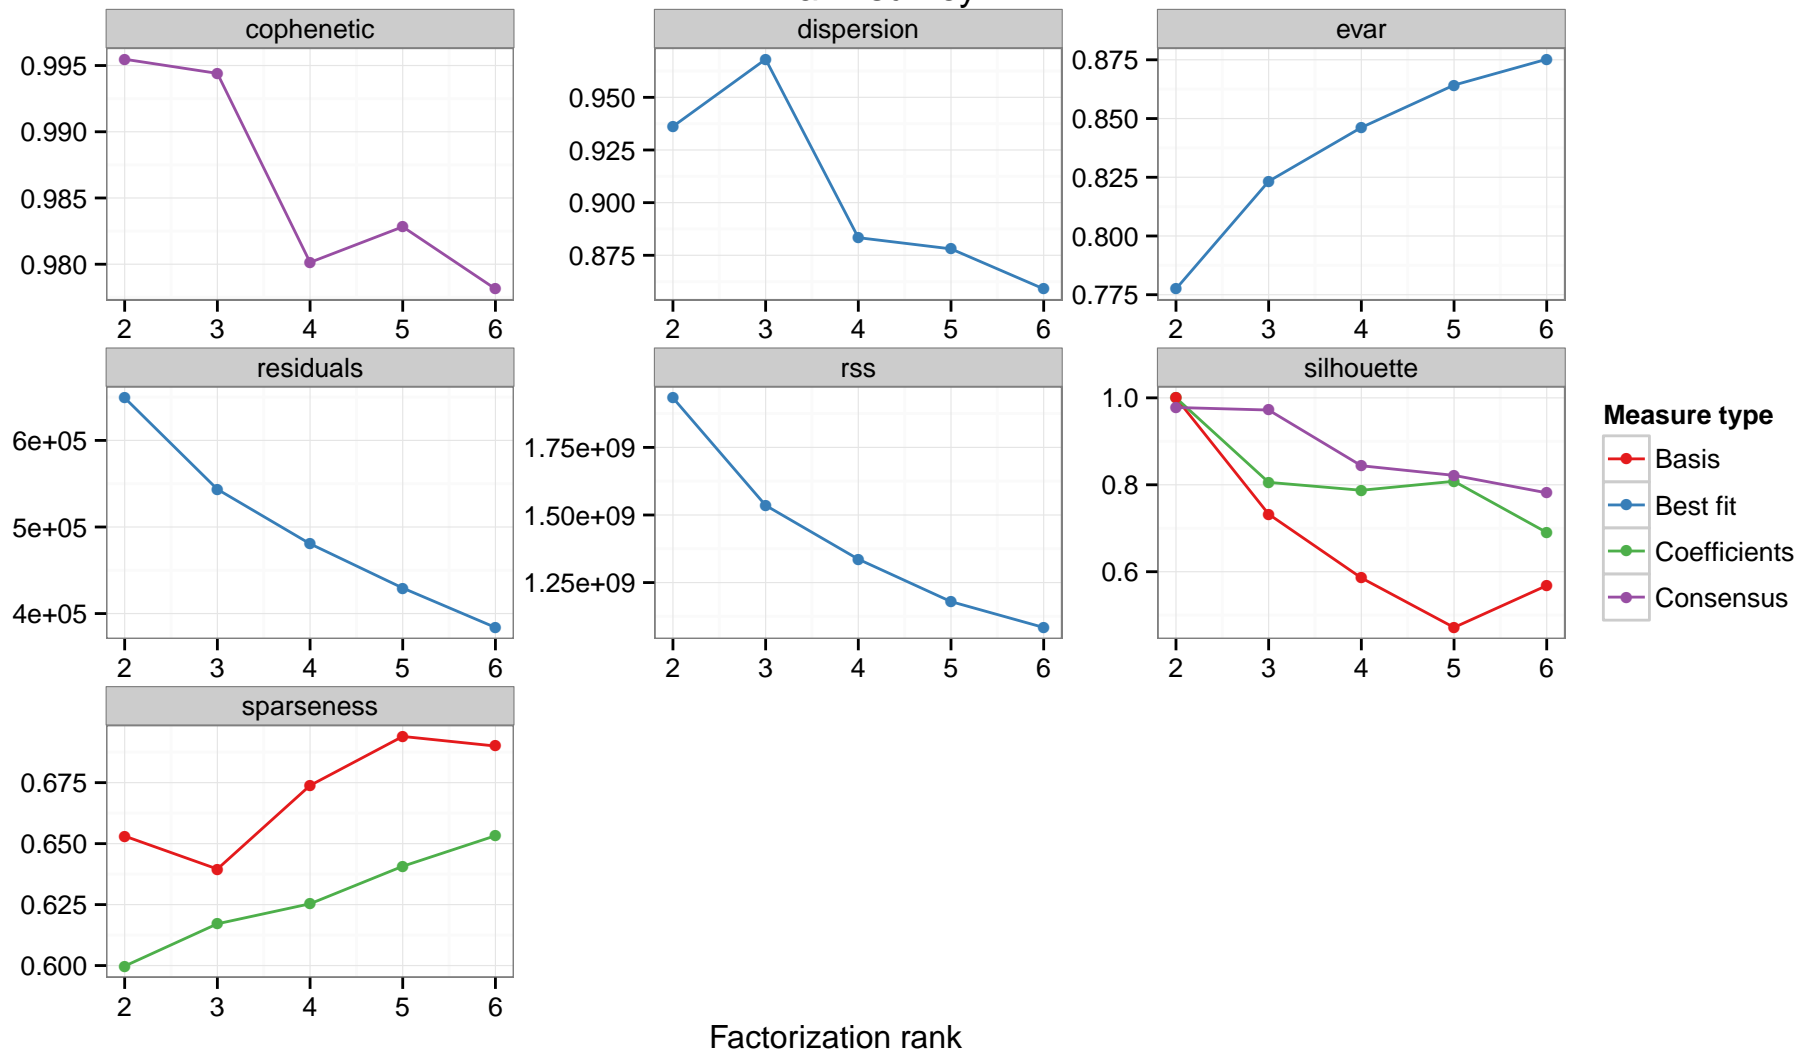 cophenetic
dispersion
evar
0.995
0.990
0.985
0.980
2 3 4 5 6
0.950
0.925
0.900
0.875
2 3 4 5 6
0.875
0.850
0.825
0.800
0.775
2 3 4 5 6
residuals
rss
silhouette
6e+05
5e+05
4e+05
2 3 4 5 6
1.75e+09
1.50e+09
1.25e+09
2 3 4 5 6
1.0
0.8
0.6
2 3 4 5 6
Measure type
Basis
Best fit
Coefficients
Consensus
sparseness
0.675
0.650
0.625
0.600
2 3 4 5 6
Factorization rank